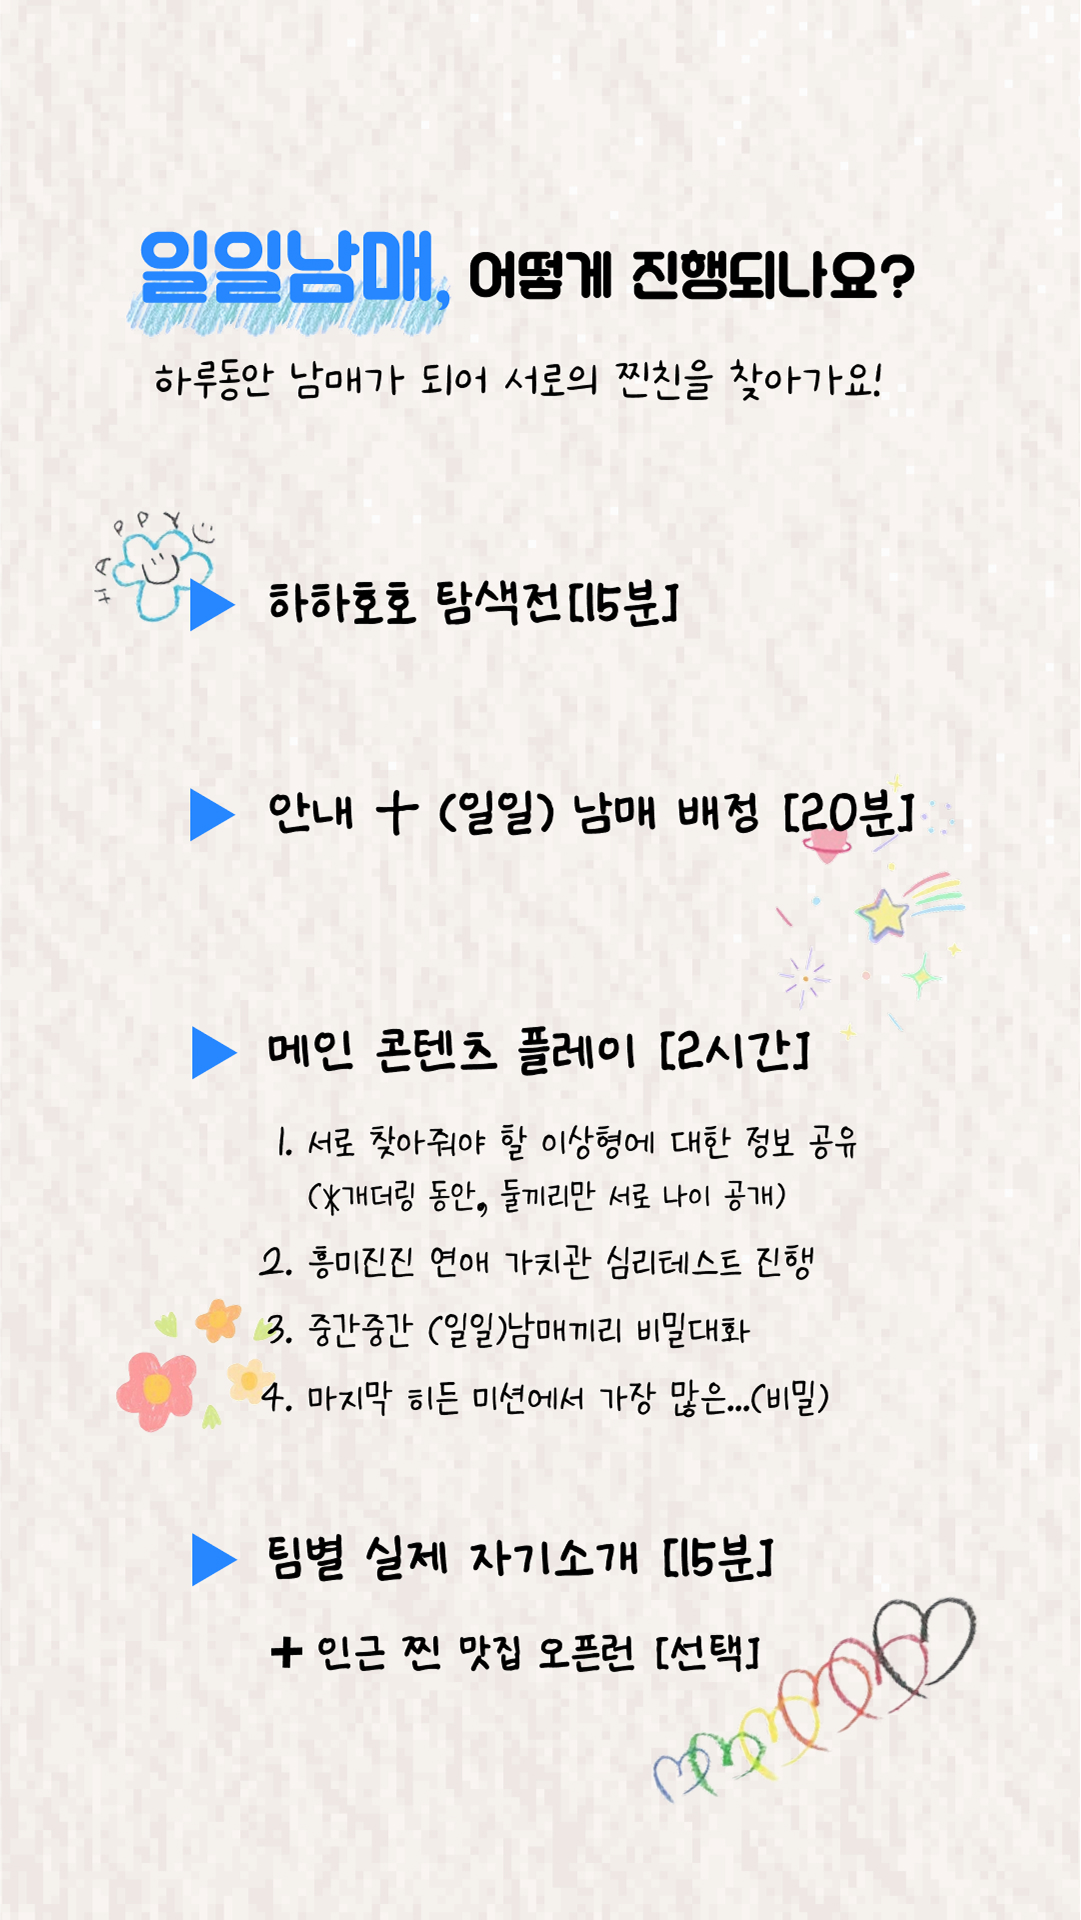 일일남매, 어떻게 진행되나요?
하루동안 남매가 되어 서로의 찐친을 찾아가요!
HAPPY
하하호호 탐색전[15분]
안내 + (일일) 남매 배정 [20분]
메인 콘텐츠 플레이 [2시간]
1. 서로 찾아줘야 할 이상형에 대한 정보 공유
(※개더링 동안, 둘끼리만 서로 나이 공개)
2. 흥미진진 연애 가치관 심리테스트 진행
3. 중간중간 (일일)남매끼리 비밀대화
4. 마지막 히든 미션에서 가장 많은...(비밀)
팀별 실제 자기소개 [15분]
+ 인근 찐 맛집 오픈런 [선택]